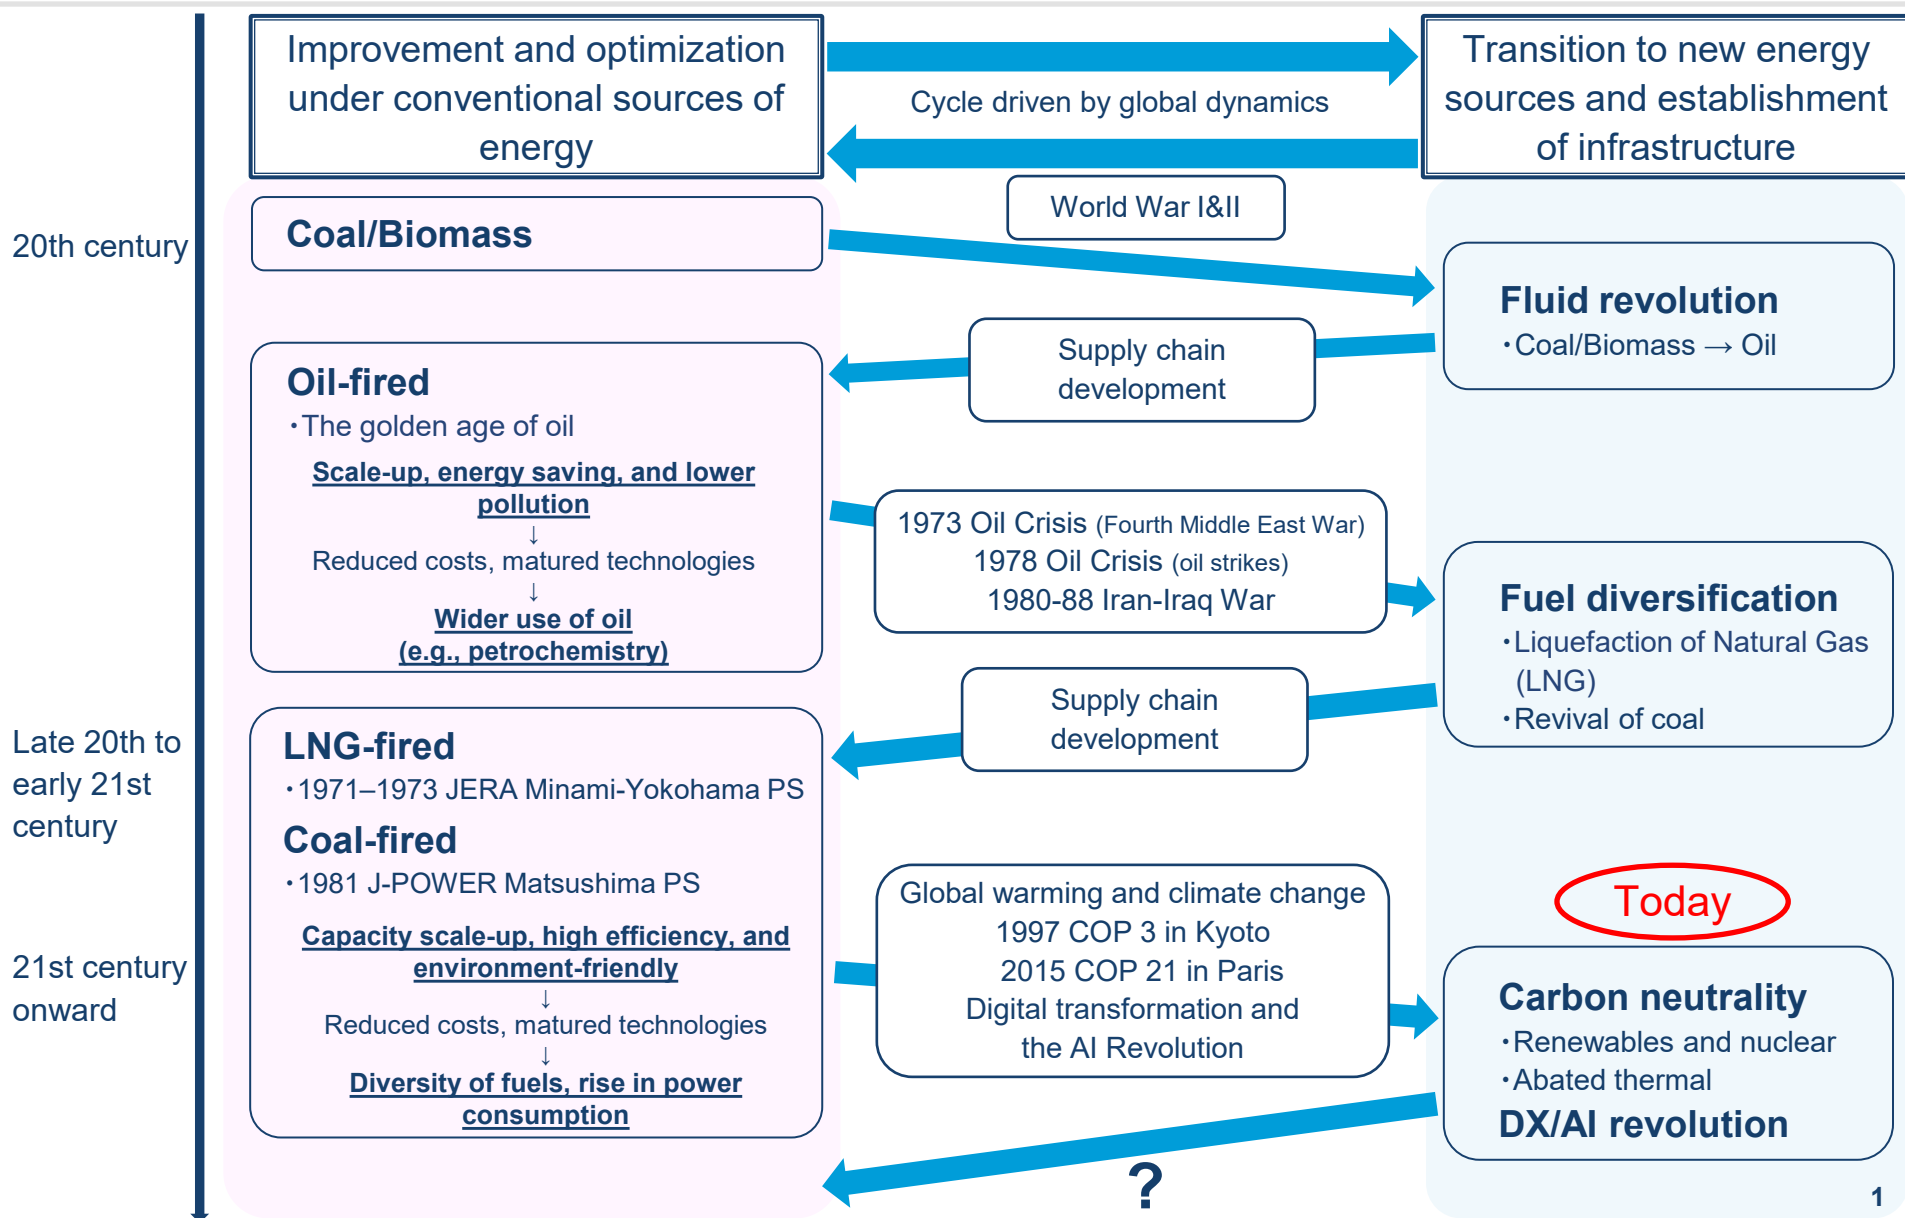 Improvement and optimization
under conventional sources of
energy
Cycle driven by global dynamics
Transition to new energy
sources and establishment
of infrastructure
20th century
Coal/Biomass
World War I&II
Fluid revolution
・Coal/Biomass → Oil
Supply chain
development
Oil-fired
・The golden age of oil
Scale-up, energy saving, and lower
pollution
↓
Reduced costs, matured technologies
↓
Wider use of oil
(e.g., petrochemistry)
1973 Oil Crisis (Fourth Middle East War)
1978 Oil Crisis (oil strikes)
1980-88 Iran-Iraq War
Fuel diversification
・Liquefaction of Natural Gas
(LNG)
・Revival of coal
Supply chain
development
Late 20th to
early 21st
century
LNG-fired
・1971–1973 JERA Minami-Yokohama PS
Coal-fired
・1981 J-POWER Matsushima PS
Capacity scale-up, high efficiency, and
environment-friendly
↓
Reduced costs, matured technologies
↓
Diversity of fuels, rise in power
consumption
21st century
onward
Global warming and climate change
1997 COP 3 in Kyoto
2015 COP 21 in Paris
Digital transformation and
the AI Revolution
Today
Carbon neutrality
・Renewables and nuclear
・Abated thermal
DX/AI revolution
?
1